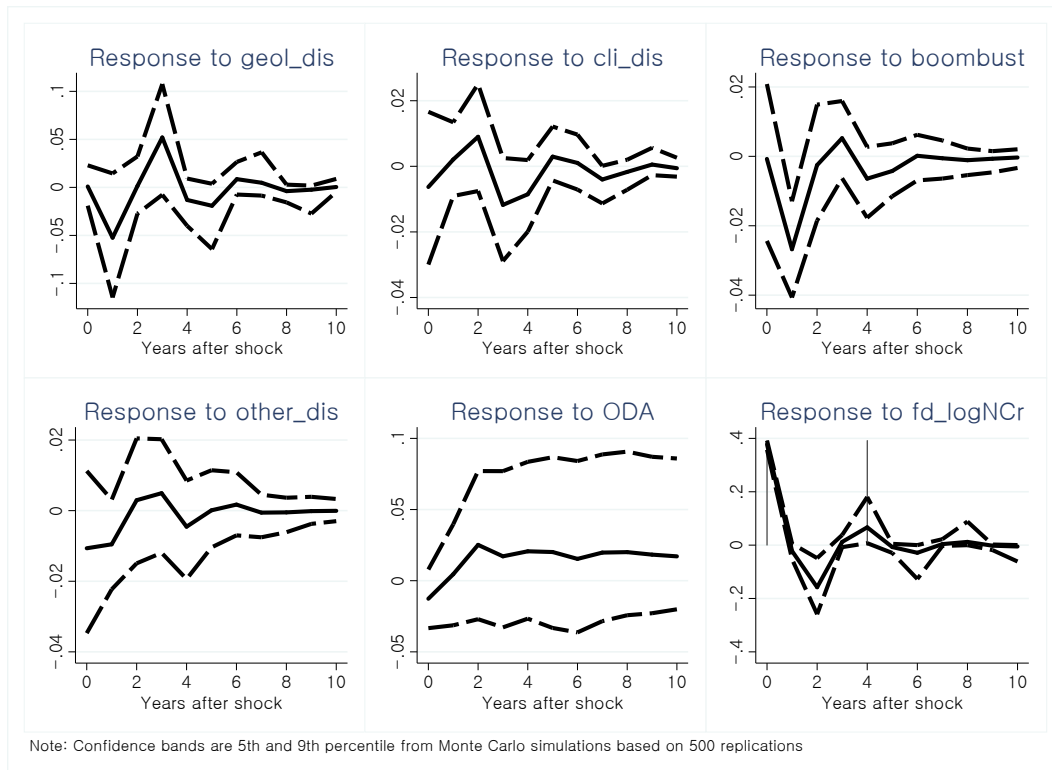 Response to geol_dis
.1
.05
0
-.05
-.1
0 2 4 6 8 10
Years after shock
Response to cli_dis
.02
0
-.02
-.04
0 2 4 6 8 10
Years after shock
Response to boombust
.02
0
-.02
-.04
0 2 4 6 8 10
Years after shock
Response to other_dis
.02
0
-.02
-.04
0 2 4 6 8 10
Years after shock
Response to ODA
.1
.05
0
-.05
0 2 4 6 8 10
Years after shock
Response to fd_logNCr
.4
.2
0
-.2
-.4
0 2 4 6 8 10
Years after shock
Note: Confidence bands are 5th and 9th percentile from Monte Carlo simulations based on 500 replications